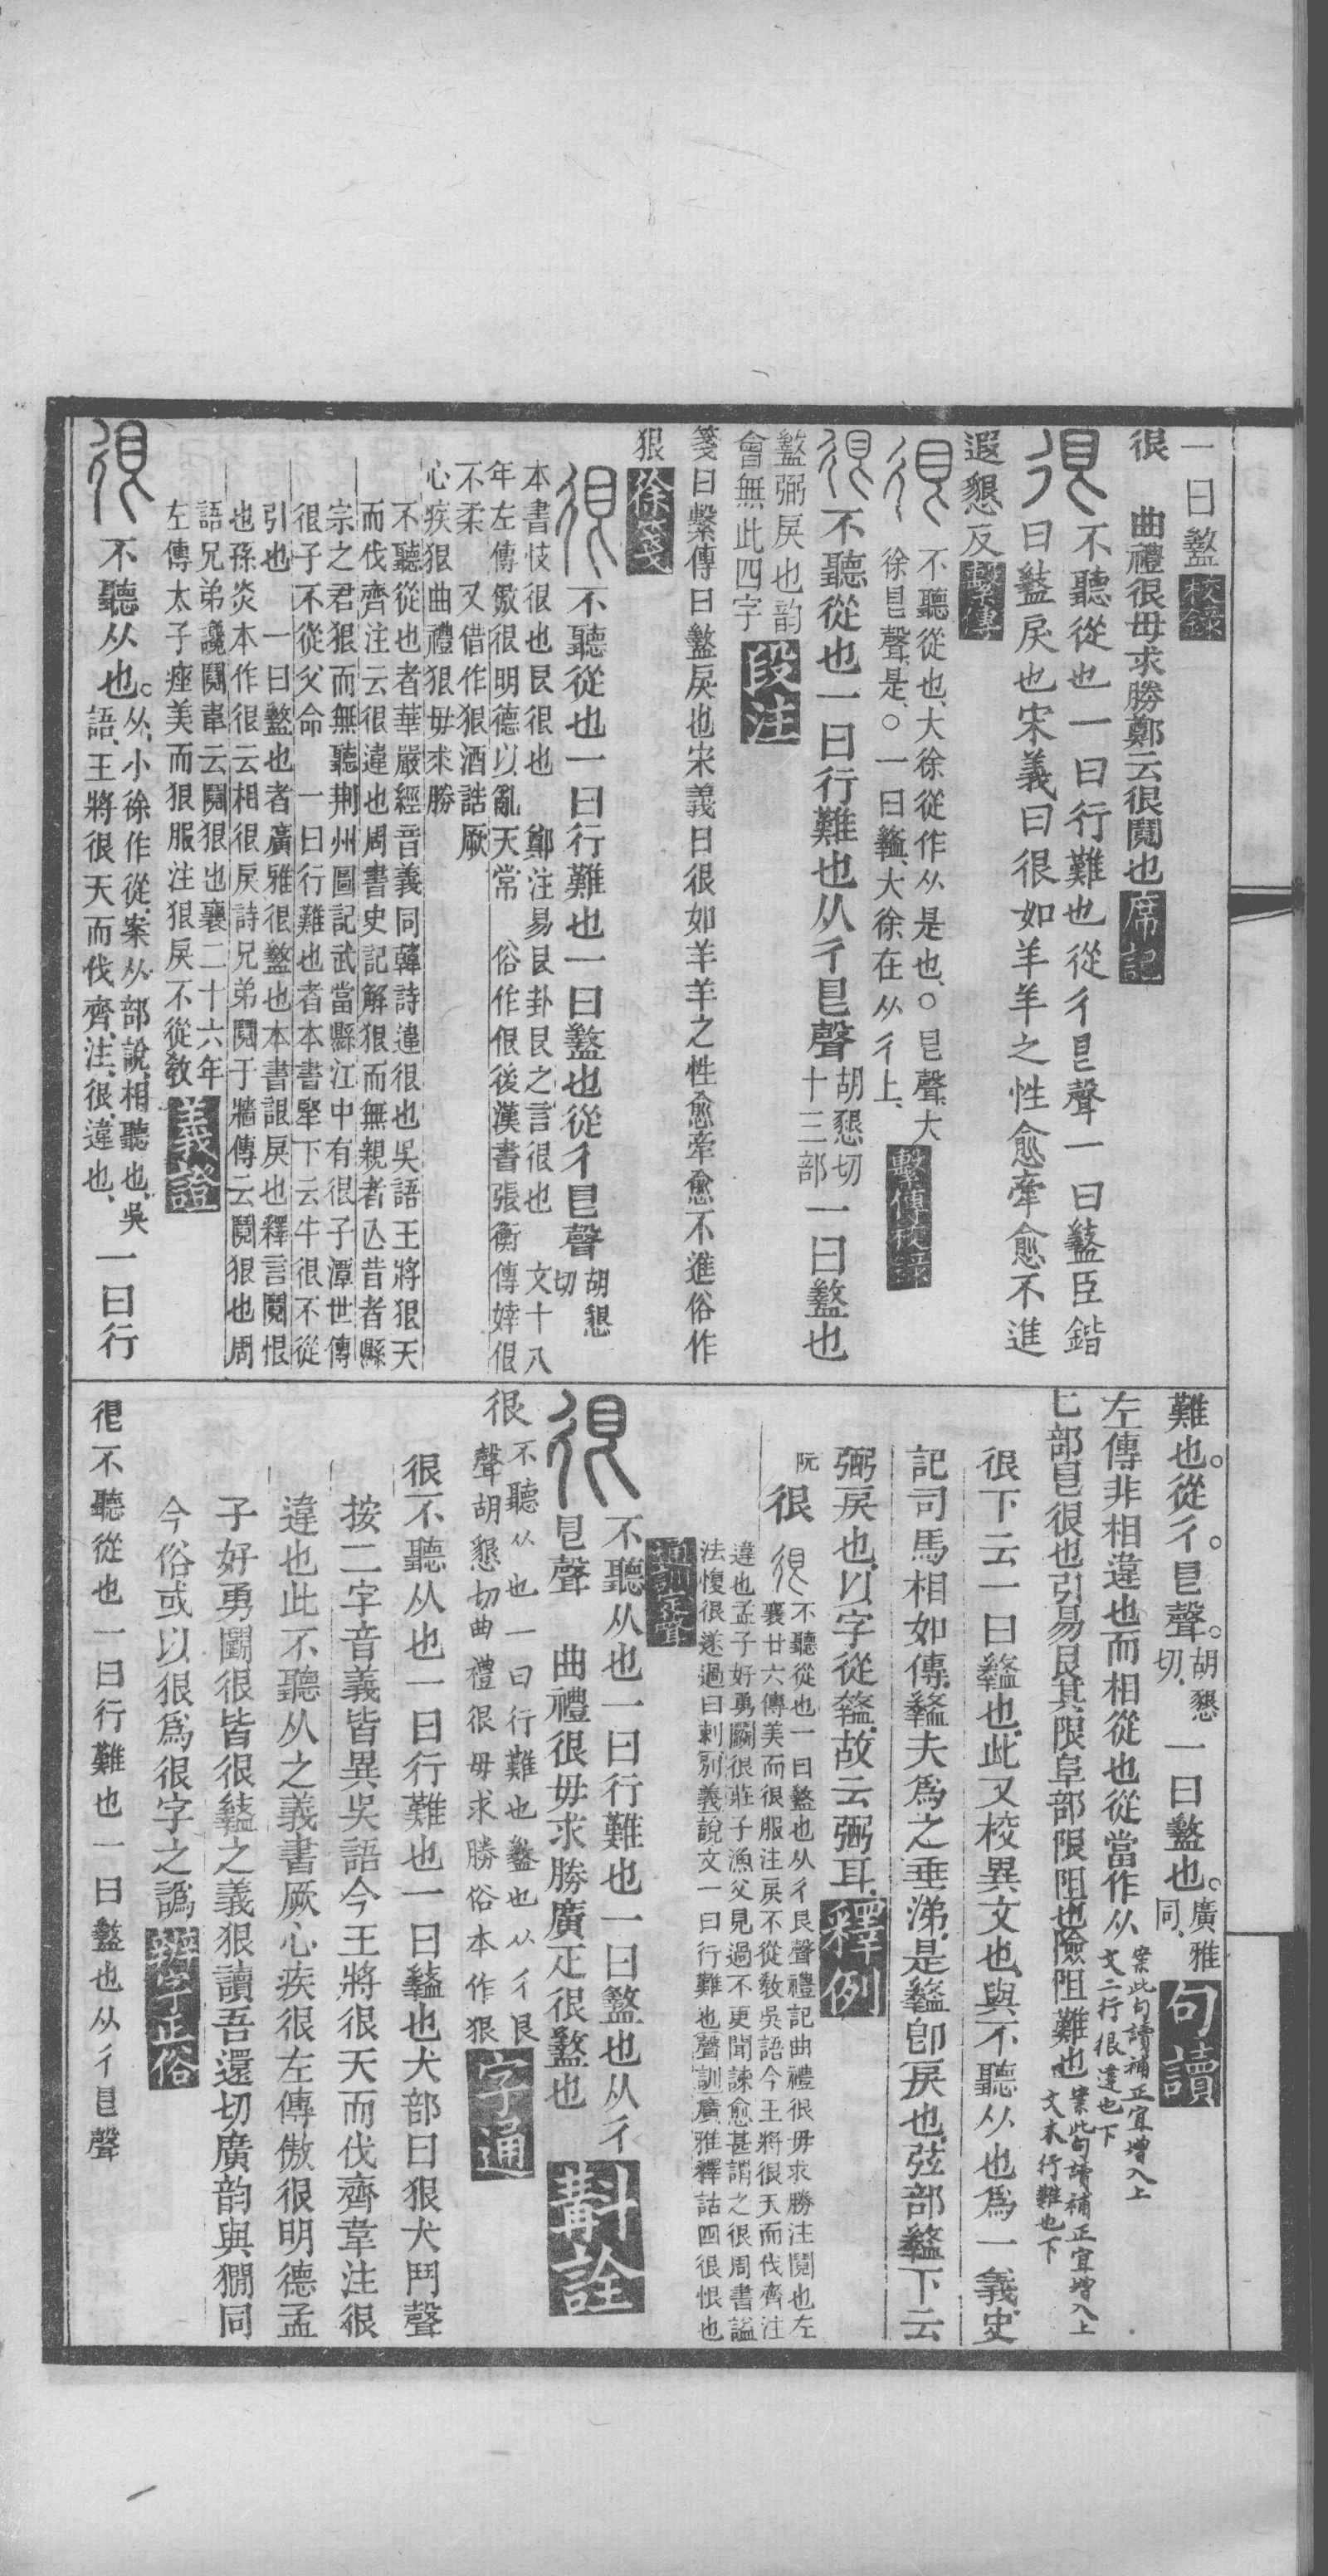 一曰盭校錄
很　曲禮很毋求勝鄭云很鬩也席記
不聽從也一曰行難也從彳皀聲一曰盭臣鍇
曰盭戾也宋義曰很如羊羊之性愈牽愈不進
遐懇反繫傳
不聽從也、大徐從作从是也、○皀聲、大
徐皀聲、是、○一曰盭、大徐在从彳上、繫傳校錄
不聽從也一曰行難也从彳皀聲胡懇切
十三部一曰盭也
盭弼戾也韵
會無此四字段注
箋曰繫傳曰盭戾也宋義曰很如羊羊之性愈牽愈不進俗作
狠徐箋
不聽從也一曰行難也一曰盭也從彳皀聲胡懇
切
本書忮很也艮很也　鄭注易艮卦艮之言很也　文十八
年左傳傲很明德以亂天常　俗作佷後漢書張衡傳婞佷
不柔　又借作狠酒誥厥
心疾狠曲禮狠毋求勝
不聽從也者華嚴經音義同韓詩違很也吳語王將狠天
而伐齊注云很違也周書史記解狠而無親者亾昔者縣
宗之君狠而無聽荆州圖記武當縣江中有很子潭世傳
很子不從父命　一曰行難也者本書堅下云牛很不從
引也　一曰盭也者廣雅很盭也本書詪戾也釋言鬩恨
也孫炎本作很云相很戾詩兄弟鬩于牆傳云鬩狠也周
語兄弟讒鬩韋云鬩狠也襄二十六年
左傳太子痤美而狠服注狠戾不從敎義證
不聽从也。从、小徐作從、案从部說、相聽也、吳
語、王將很天而伐齊、注、很、違也、一曰行
難也。從彳。皀聲。胡懇
切、一曰盭也。廣雅
同、句讀
左傳非相違也而相從也從當作从案此句讀補正宜增入上
文二行很違也下
匕部皀很也引易艮其限阜部限阻也險阻難也案此句讀補正宜增入上
文末行難也下
很下云一曰盭也、此又校異文也、與不聽从也爲一義、史
記司馬相如傳、盭夫爲之垂涕、是盭卽戾也、弦部盭下云
弼戾也、以字從盭、故云弼耳、釋例
阮
很　不聽從也一曰盭也从彳艮聲禮記曲禮很毋求勝注鬩也左
襄廿六傳美而很服注戾不從敎吳語今王將很天而伐齊注
違也孟子好勇鬭很莊子漁父見過不更聞諫愈甚謂之很周書謚
法愎很遂過曰剌別義說文一曰行難也聲訓廣雅釋詁四很恨也
通訓定聲
不聽从也一曰行難也一曰盭也从彳
皀聲　曲禮很毋求勝廣疋很盭也斠詮
很不聽从也一曰行難也盭也从彳艮
聲胡懇切曲禮很毋求勝俗本作狠字通
很不聽从也一曰行難也一曰盭也犬部曰狠犬鬥聲
按二字音義皆異吳語今王將很天而伐齊韋注很
違也此不聽从之義書厥心疾很左傳傲很明德孟
子好勇鬭很皆很盭之義狠讀吾還切廣韵與㺊同
今俗或以狠爲很字之譌說文正俗
很不聽從也一曰行難也一曰盭也从彳皀聲